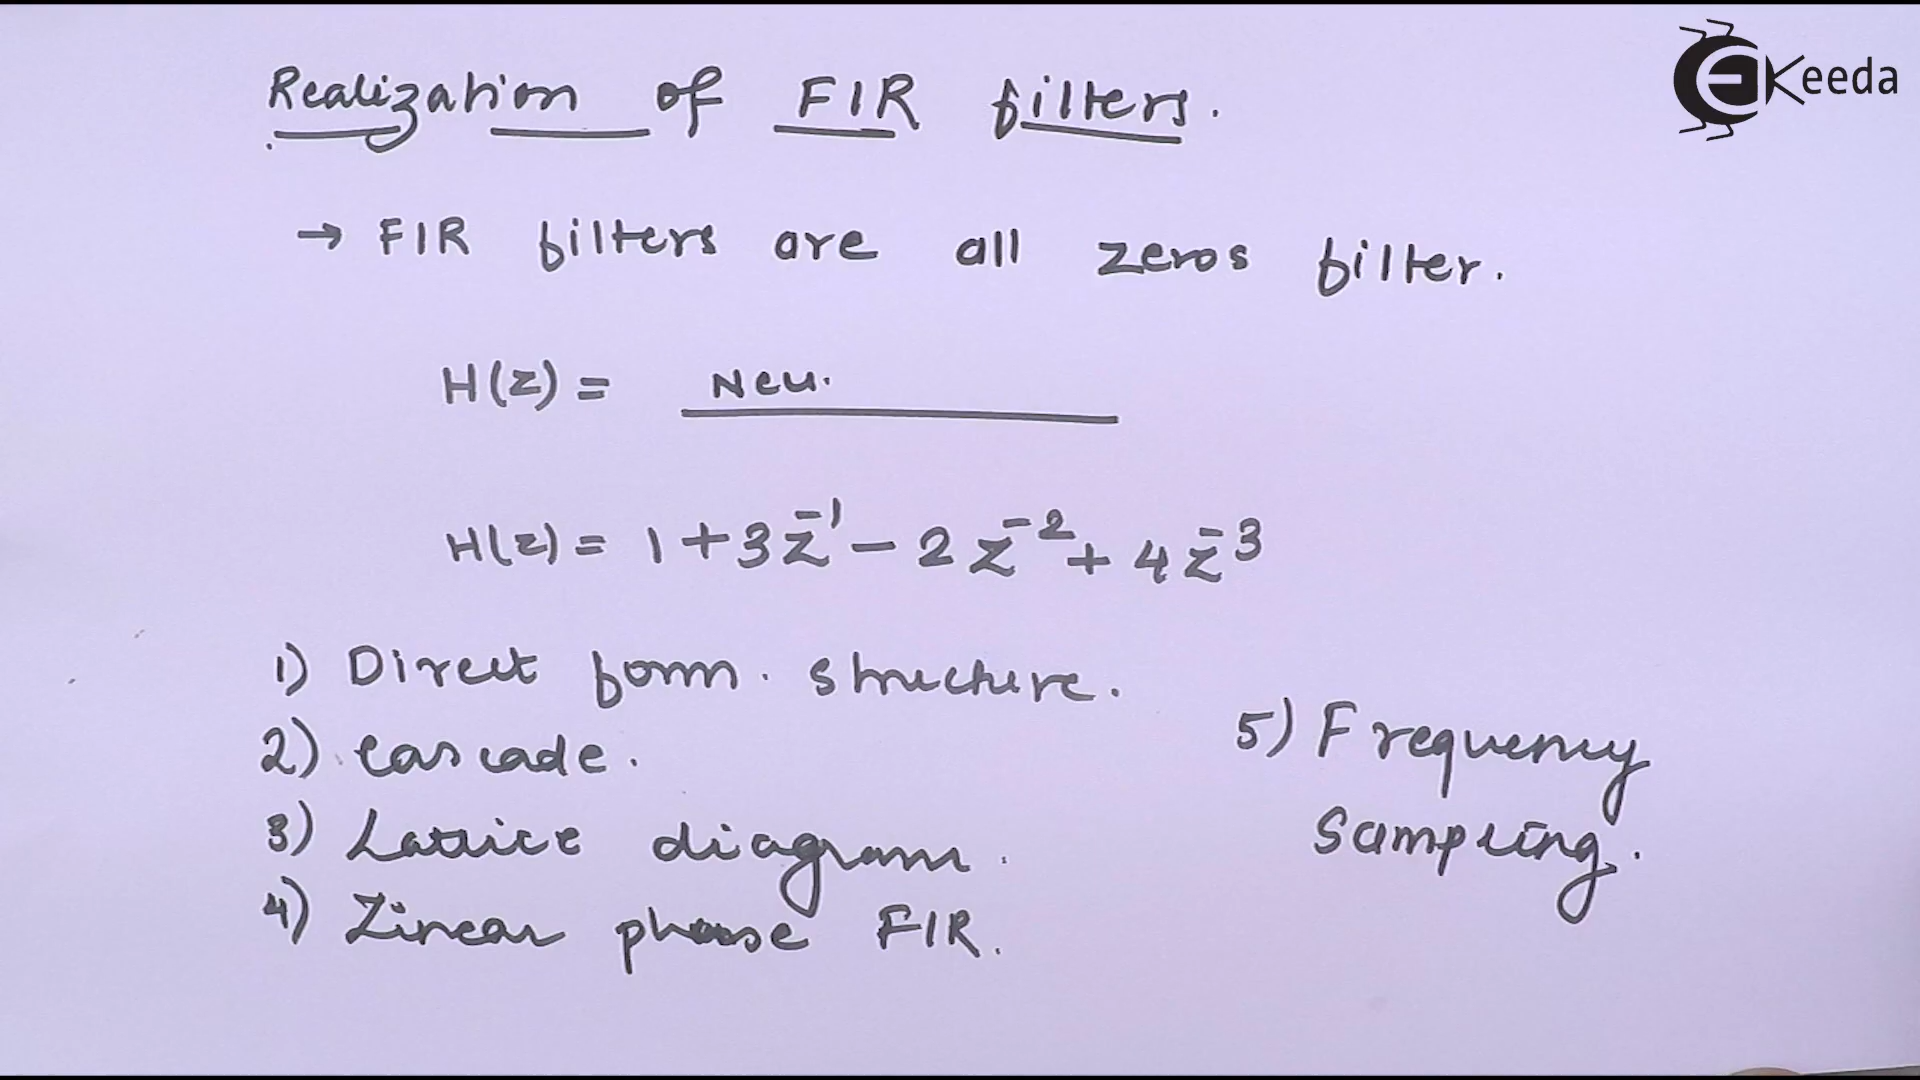 Realization of FIR filters.
EKeeda
→ FIR filters are all zeros filter.
H(z) = Neu.
H(z) = 1 + 3z⁻¹ − 2z⁻² + 4z⁻³
1) Direct form. structure.
2) Cascade.
3) Lattice diagram.
4) Linear phase FIR.
5) Frequency
Sampling.